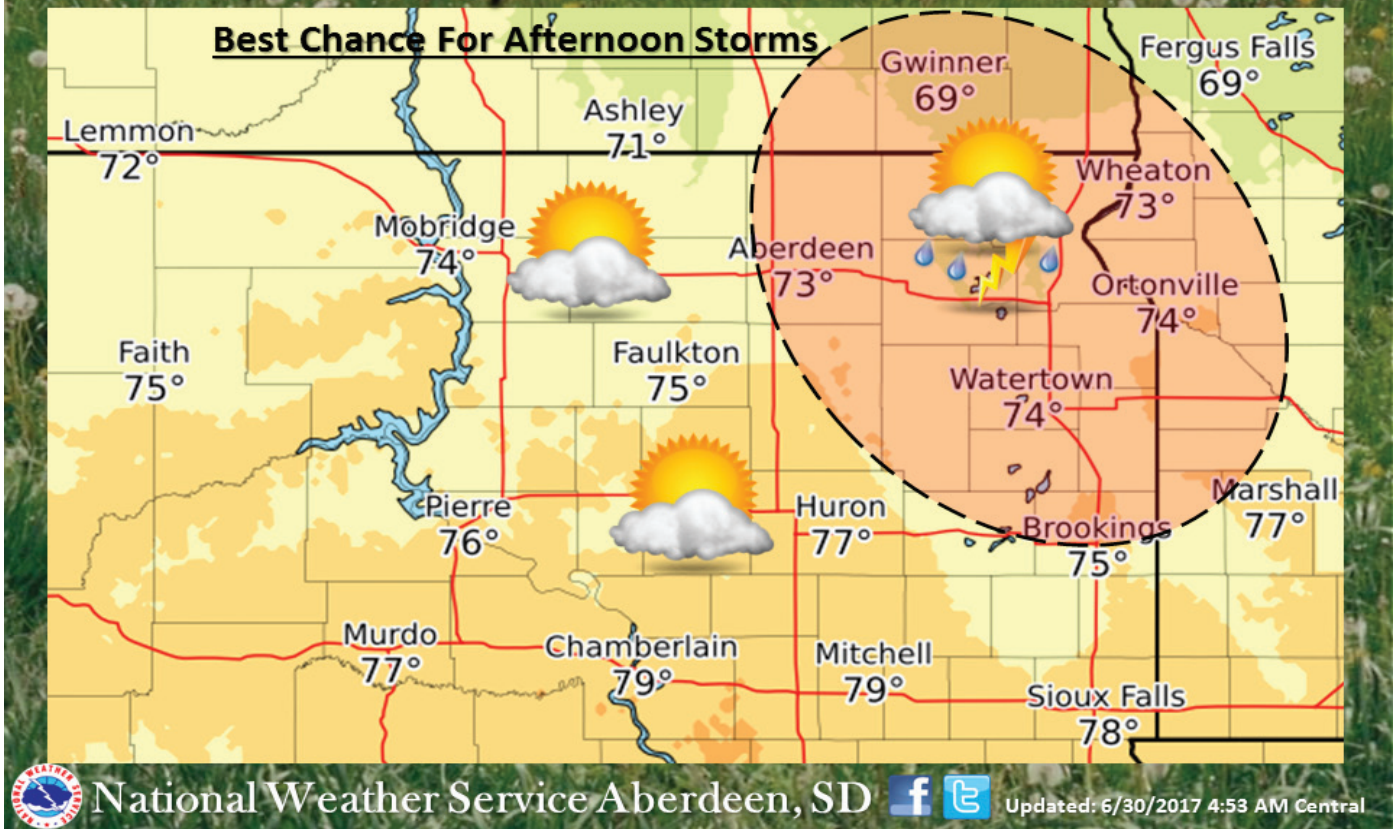 Best Chance For Afternoon Storms
Gwinner
69°
Fergus Falls
69°
Ashley
71°
Lemmon
72°
Wheaton
73°
Mobridge
74°
Aberdeen
73°
Ortonville
74°
Faith
75°
Faulkton
75°
Watertown
74°
Pierre
76°
Huron
77°
Brookings
75°
Marshall
77°
Murdo
77°
Chamberlain
79°
Mitchell
79°
Sioux Falls
78°
NATIONAL WEATHER SERVICE
National Weather Service Aberdeen, SD f t Updated: 6/30/2017 4:53 AM Central